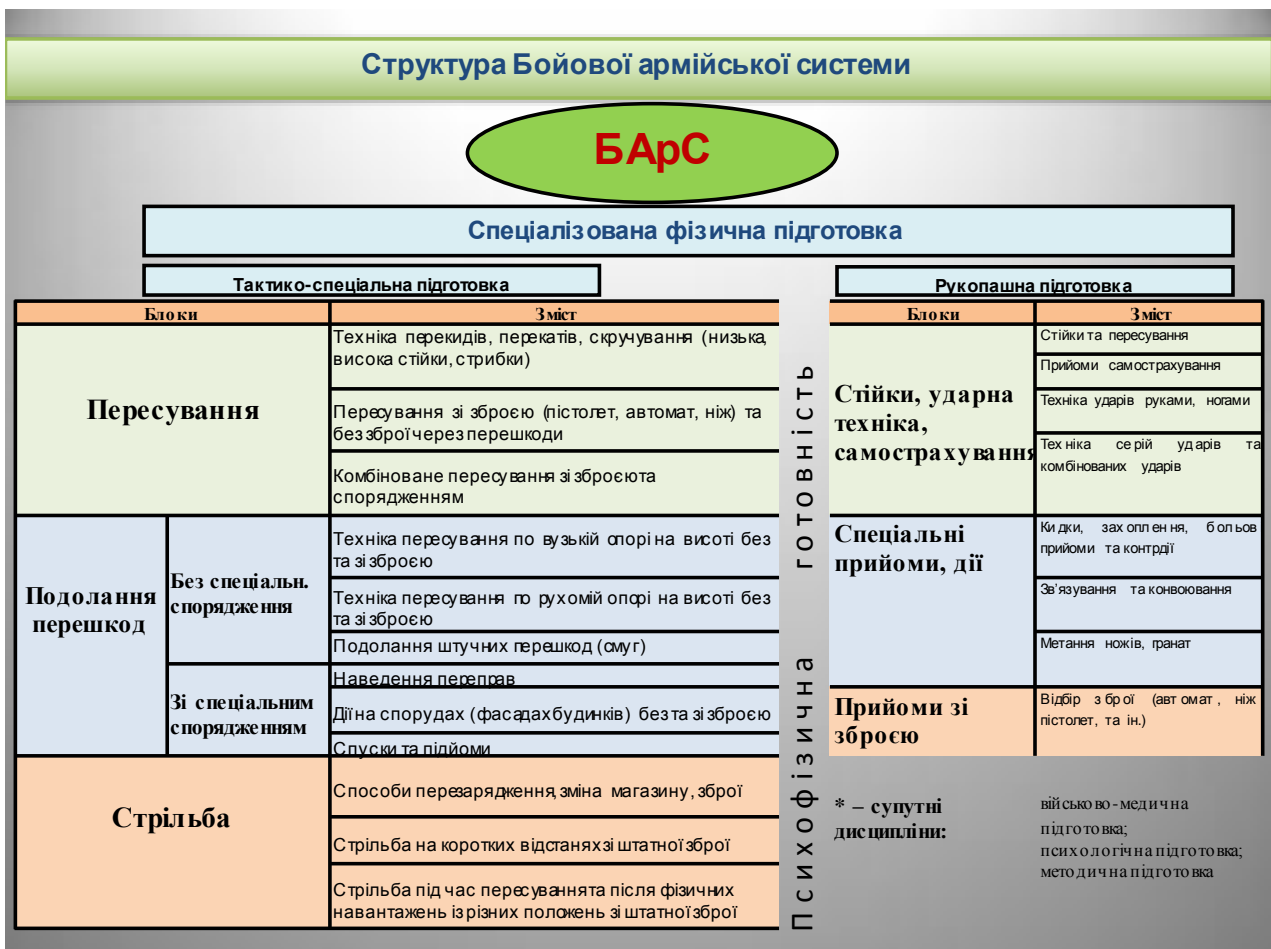 Структура Бойової армійської системи
БАрС
Спеціалізована фізична підготовка
Тактико-спеціальна підготовка
Блоки
Зміст
Пересування
Техніка перекидів, перекатів, скручування (низька,
висока стійки, стрибки)
Пересування зі зброєю (пістолет, автомат, ніж) та
без зброї через перешкоди
Комбіноване пересування зі зброєю та
спорядженням
Подолання
перешкод
Без спеціальн.
спорядження
Техніка пересування по вузькій опорі на висоті без
та зі зброєю
Техніка пересування по рухомій опорі на висоті без
та зі зброєю
Подолання штучних перешкод (смуг)
Зі спеціальним
спорядженням
Наведення переправ
Дії на спорудах (фасадах будинків) без та зі зброєю
Спуски та підйоми
Стрільба
Способи перезарядження, зміна магазину, зброї
Стрільба на коротких відстанях зі штатної зброї
Стрільба під час пересування та після фізичних
навантажень із різних положень зі штатної зброї
Психофізична готовність
Рукопашна підготовка
Блоки
Зміст
Стійки, ударна
техніка,
самострахування
Стійки та пересування
Прийоми самострахування
Техніка ударів руками, ногами
Техніка серій ударів та
комбінованих ударів
Спеціальні
прийоми, дії
Кидки, захоплення, больов
прийоми та контрдії
Зв'язування та конвоювання
Метання ножів, гранат
Прийоми зі
зброєю
Відбір зброї (автомат, ніж
пістолет, та ін.)
* – супутні
дисципліни:
військово-медична
підготовка;
психологічна підготовка;
методична підготовка